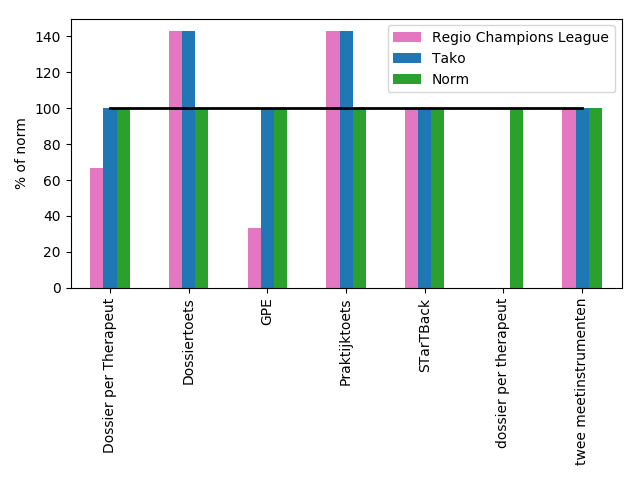 Regio Champions League
Tako
Norm
% of norm
140
120
100
80
60
40
20
0
Dossier per Therapeut
Dossiertoets
GPE
Praktijktoets
STarTBack
dossier per therapeut
twee meetinstrumenten